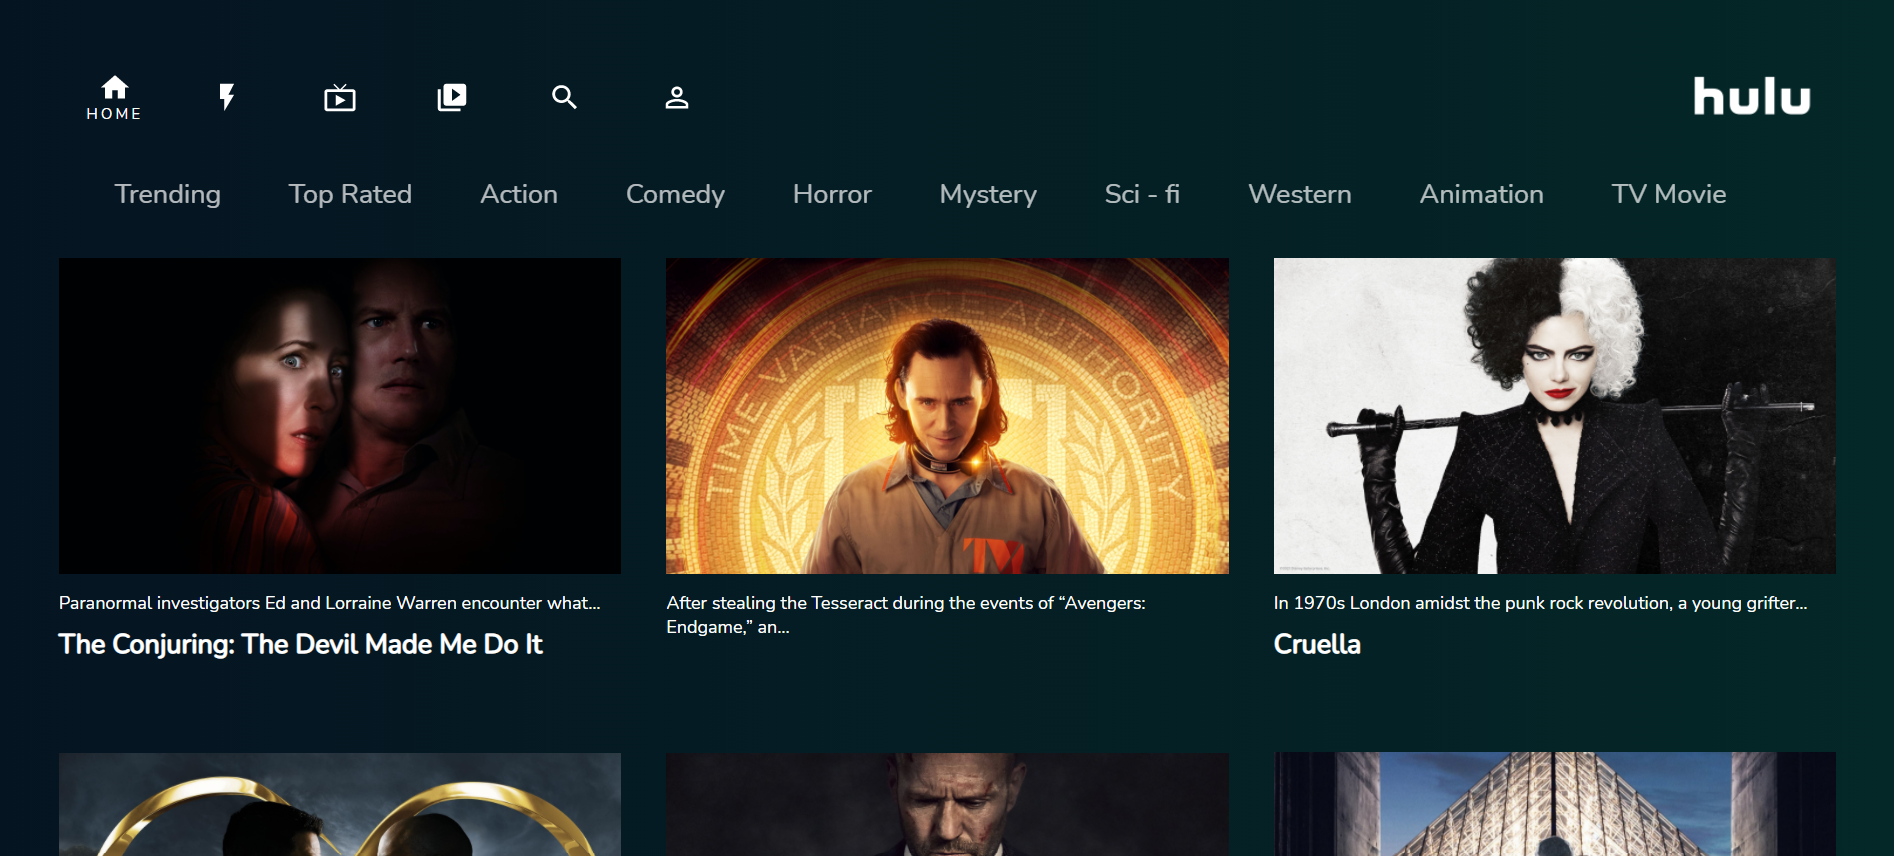 HOME
hulu
Trending
Top Rated
Action
Comedy
Horror
Mystery
Sci - fi
Western
Animation
TV Movie
TIME VARIANCE AUTHORITY
Paranormal investigators Ed and Lorraine Warren encounter what...
The Conjuring: The Devil Made Me Do It
After stealing the Tesseract during the events of “Avengers:
Endgame,” an...
In 1970s London amidst the punk rock revolution, a young grifter...
Cruella